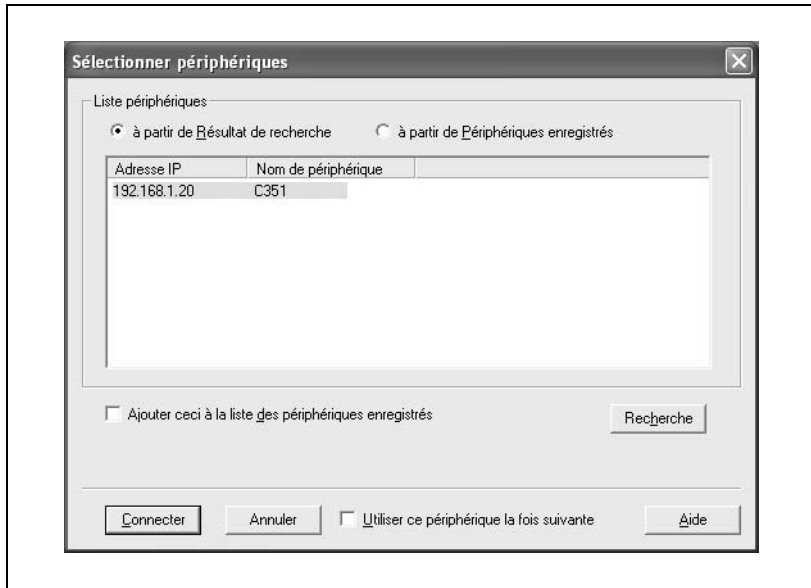 Sélectionner périphériques
Liste périphériques
à partir de Résultat de recherche à partir de Périphériques enregistrés
Adresse IP Nom de périphérique
192.168.1.20 C351
Ajouter ceci à la liste des périphériques enregistrés Recherche
Connecter Annuler Utiliser ce périphérique la fois suivante Aide